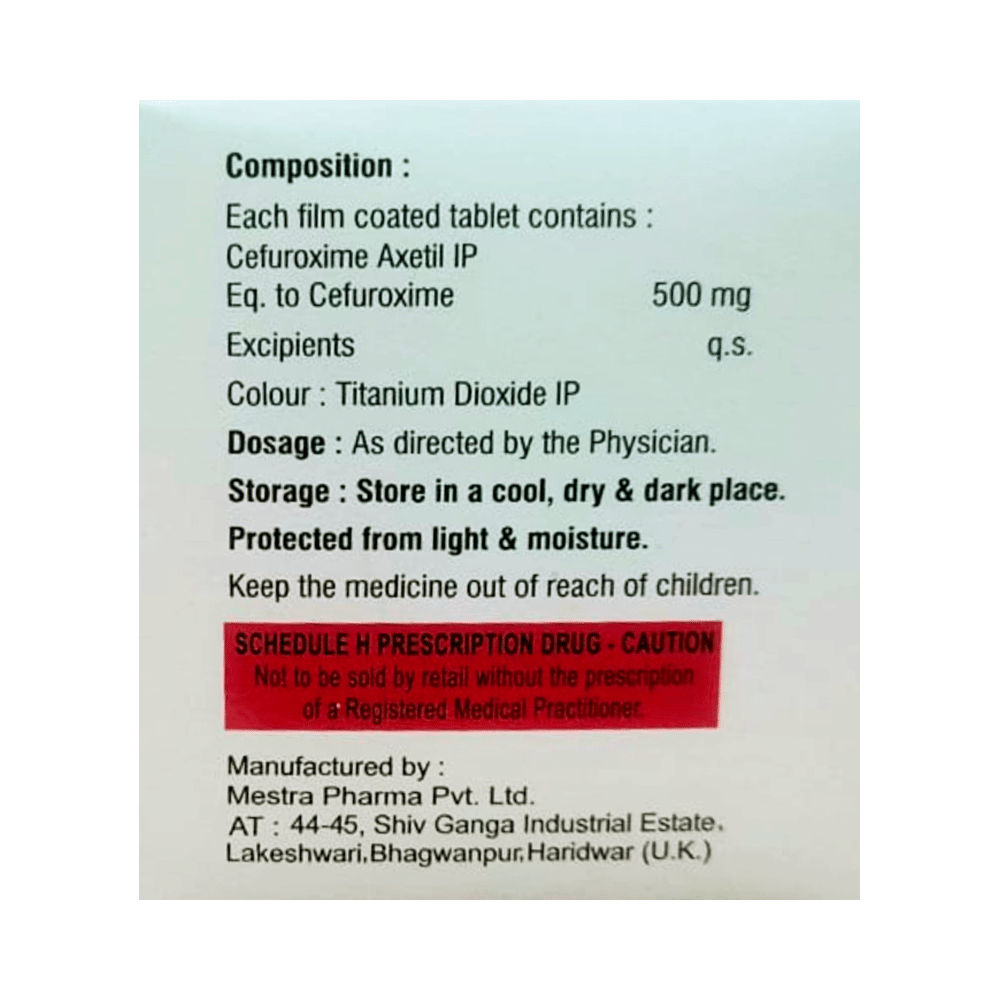 Composition :
Each film coated tablet contains :
Cefuroxime Axetil IP
Eq. to Cefuroxime 500 mg
Excipients q.s.
Colour : Titanium Dioxide IP
Dosage : As directed by the Physician.
Storage : Store in a cool, dry & dark place.
Protected from light & moisture.
Keep the medicine out of reach of children.
SCHEDULE H PRESCRIPTION DRUG - CAUTION
Not to be sold by retail without the prescription
of a Registered Medical Practitioner.
Manufactured by :
Mestra Pharma Pvt. Ltd.
AT : 44-45, Shiv Ganga Industrial Estate,
Lakeshwari, Bhagwanpur, Haridwar (U.K.)